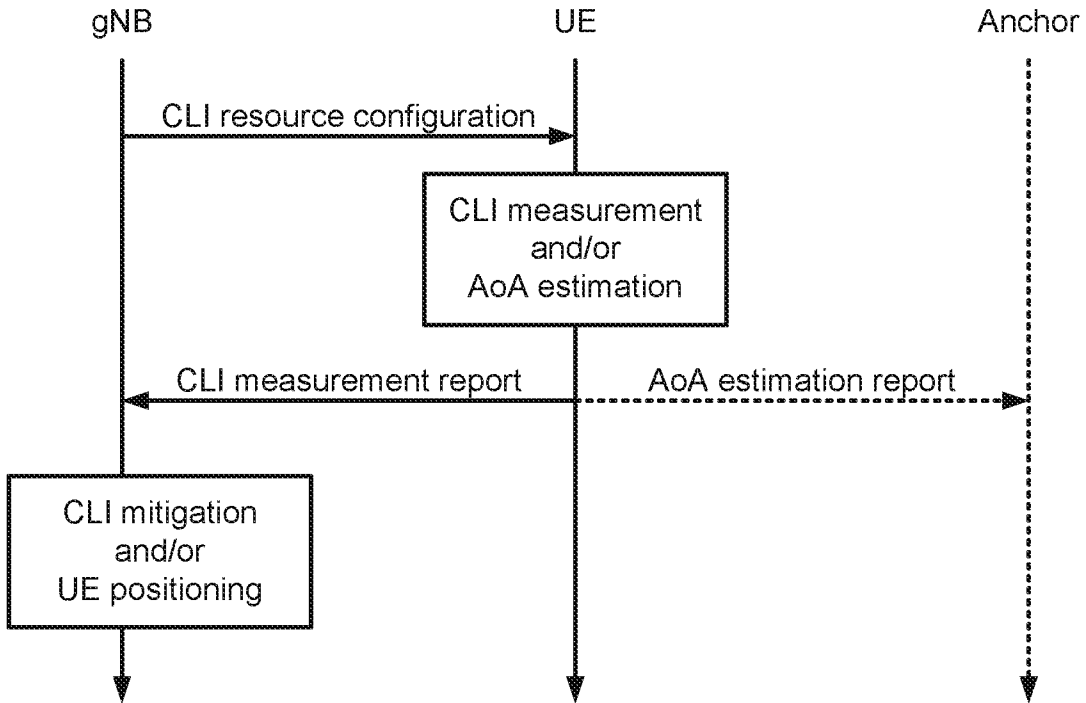 gNB
UE
Anchor
CLI resource configuration
CLI measurement
and/or
AoA estimation
CLI measurement report
AoA estimation report
CLI mitigation
and/or
UE positioning